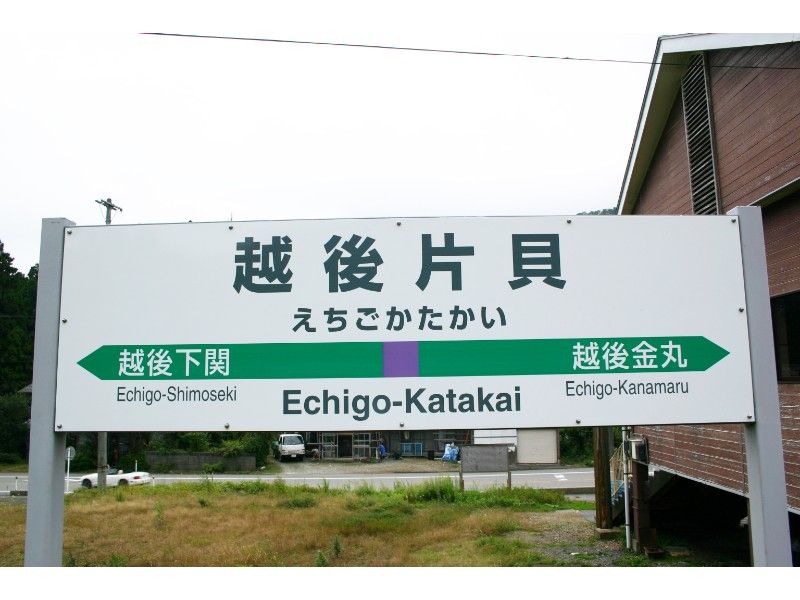 越後片貝
えちごかたかい
越後下関 越後金丸
Echigo-Shimoseki Echigo-Katakai Echigo-Kanamaru